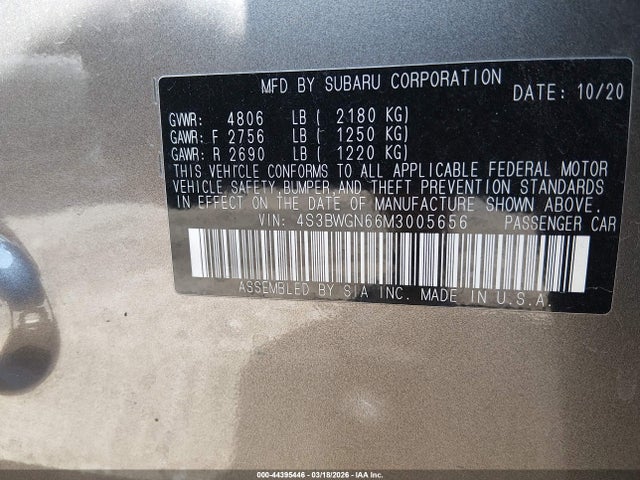 MFD BY SUBARU CORPORATION
DATE: 10/20
GVWR: 4806 LB ( 2180 KG)
GAWR: F 2756 LB ( 1250 KG)
GAWR: R 2690 LB ( 1220 KG)
THIS VEHICLE CONFORMS TO ALL APPLICABLE FEDERAL MOTOR
VEHICLE SAFETY,BUMPER,AND THEFT PREVENTION STANDARDS
IN EFFECT ON THE DATE OF MANUFACTURE SHOWN ABOVE.
VIN: 4S3BWGN66M3005656 PASSENGER CAR
ASSEMBLED BY SIA INC. MADE IN U.S.A
000-44395446 - 03/18/2026 - IAA Inc.